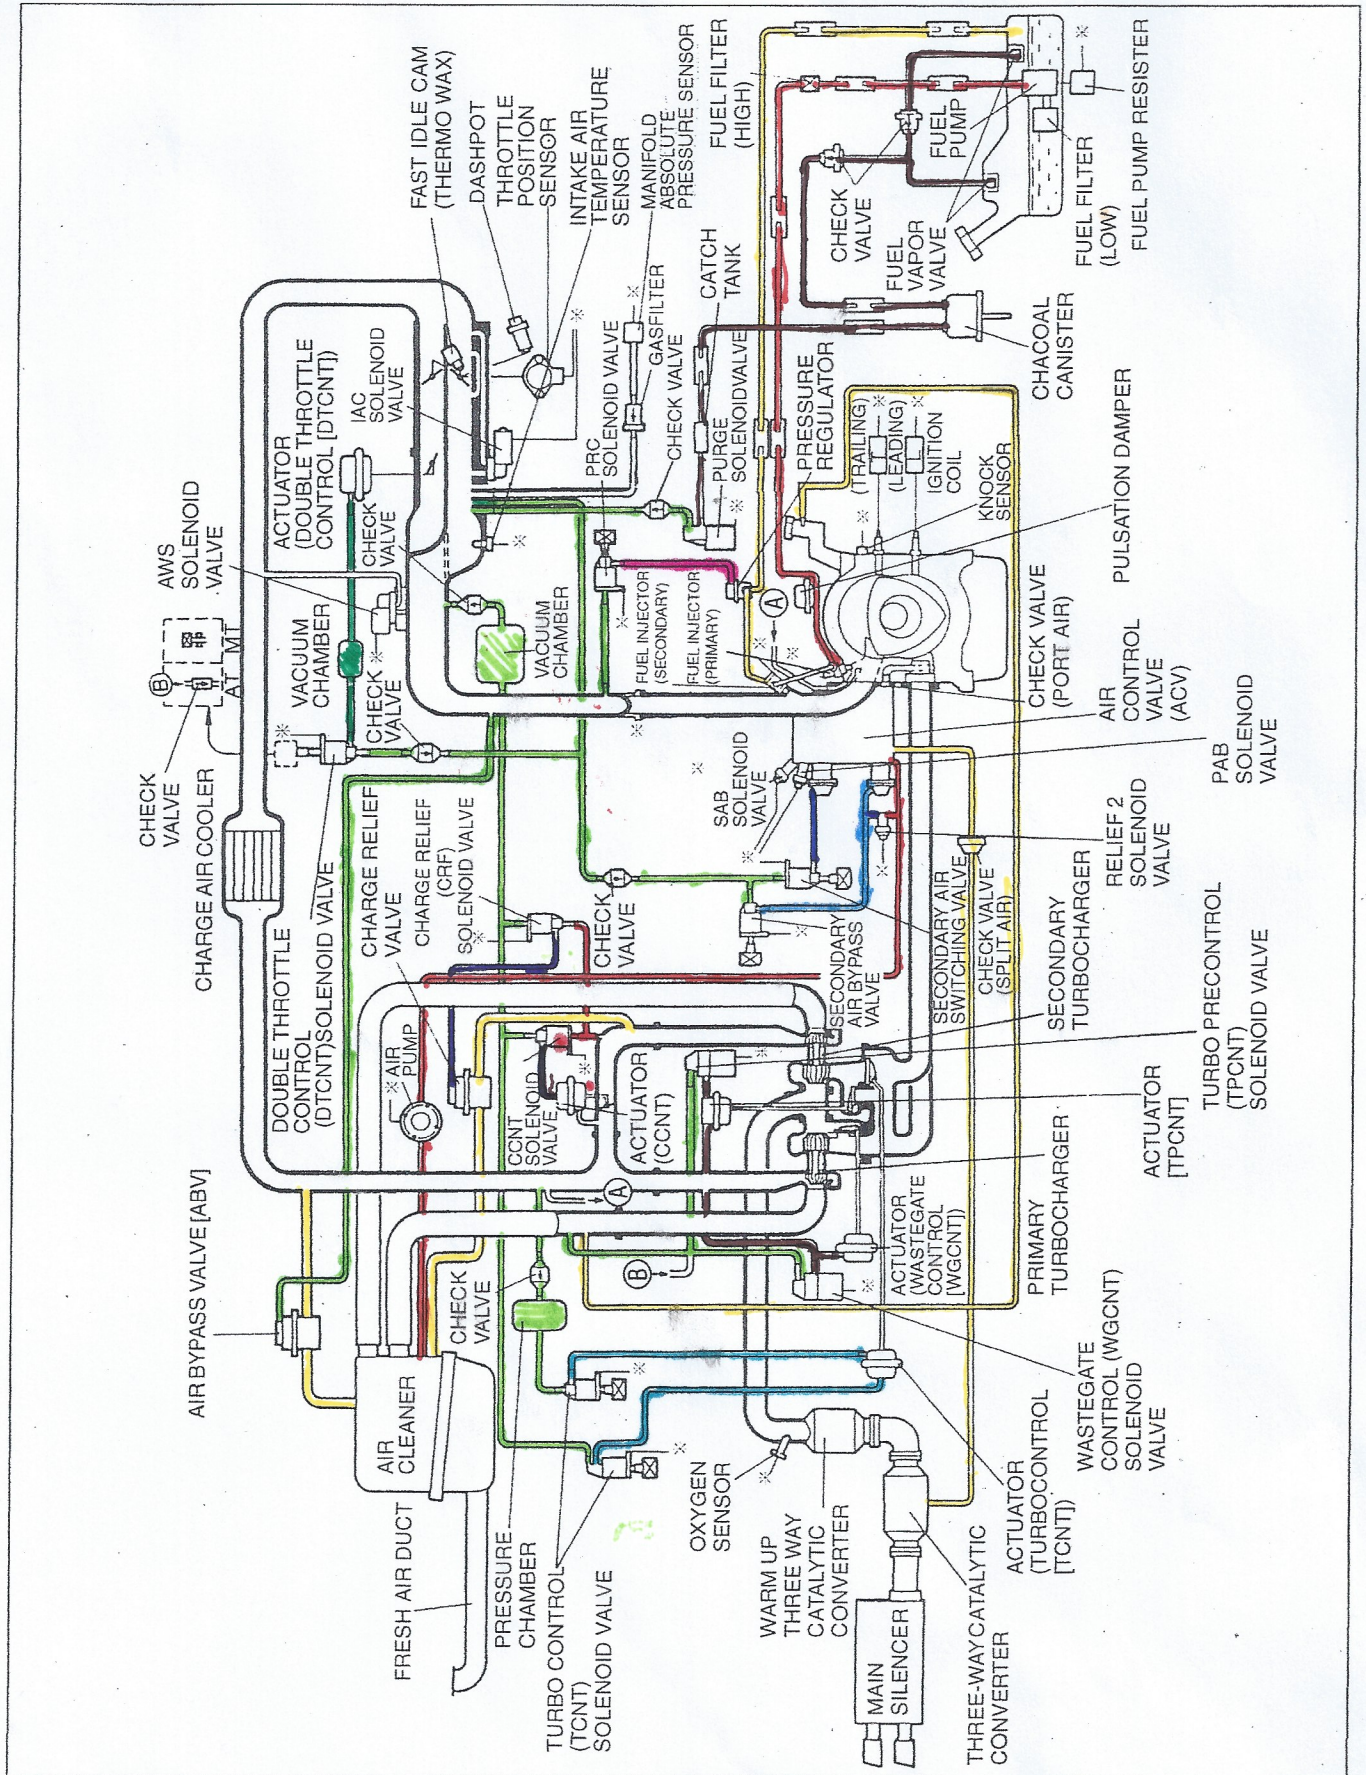 FAST IDLE CAM
(THERMO WAX)
DASHPOT
THROTTLE
POSITION
SENSOR
INTAKE AIR
TEMPERATURE
SENSOR
MANIFOLD
ABSOLUTE
PRESSURE SENSOR
FUEL FILTER
(HIGH)
FUEL
PUMP
CHECK
VALVE
FUEL
VAPOR
VALVE
FUEL FILTER
(LOW)
FUEL PUMP RESISTER
CATCH
TANK
GASFILTER
CHECK VALVE
PRC
SOLENOID VALVE
PURGE
SOLENOIDVALVE
PRESSURE
REGULATOR
CHACOAL
CANISTER
PULSATION DAMPER
(TRAILING)
(LEADING)
IGNITION
COIL
KNOCK
SENSOR
ACTUATOR
(DOUBLE THROTTLE
CONTROL [DTCNT])
IAC
SOLENOID
VALVE
AWS
SOLENOID
VALVE
CHECK
VALVE
VACUUM
CHAMBER
VACUUM
CHAMBER
CHECK
VALVE
FUEL INJECTOR
(SECONDARY)
FUEL INJECTOR
(PRIMARY)
A
B
AT
MT
CHECK
VALVE
CHARGE AIR COOLER
DOUBLE THROTTLE
CONTROL
(DTCNT)SOLENOID VALVE
CHARGE RELIEF
VALVE
CHARGE RELIEF
(CRF)
SOLENOID VALVE
CHECK
VALVE
SAB
SOLENOID
VALVE
CHECK VALVE
(PORT AIR)
AIR
CONTROL
VALVE
(ACV)
PAB
SOLENOID
VALVE
RELIEF 2
SOLENOID
VALVE
SECONDARY
AIR BYPASS
VALVE
SECONDARY AIR
SWITCHING VALVE
CHECK VALVE
(SPLIT AIR)
SECONDARY
TURBOCHARGER
TURBO PRECONTROL
(TPCNT)
SOLENOID VALVE
※ AIR
PUMP
CCNT
SOLENOID
VALVE
ACTUATOR
(CCNT)
ACTUATOR
[TPCNT]
PRIMARY
TURBOCHARGER
AIR BYPASS VALVE [ABV]
A
B
ACTUATOR
(WASTEGATE
CONTROL
[WGCNT])
WASTEGATE
CONTROL (WGCNT)
SOLENOID
VALVE
CHECK
VALVE
AIR
CLEANER
FRESH AIR DUCT
PRESSURE
CHAMBER
TURBO CONTROL
(TCNT)
SOLENOID VALVE
OXYGEN
SENSOR
WARM UP
THREE WAY
CATALYTIC
CONVERTER
ACTUATOR
(TURBOCONTROL
[TCNT])
MAIN
SILENCER
THREE-WAY CATALYTIC
CONVERTER